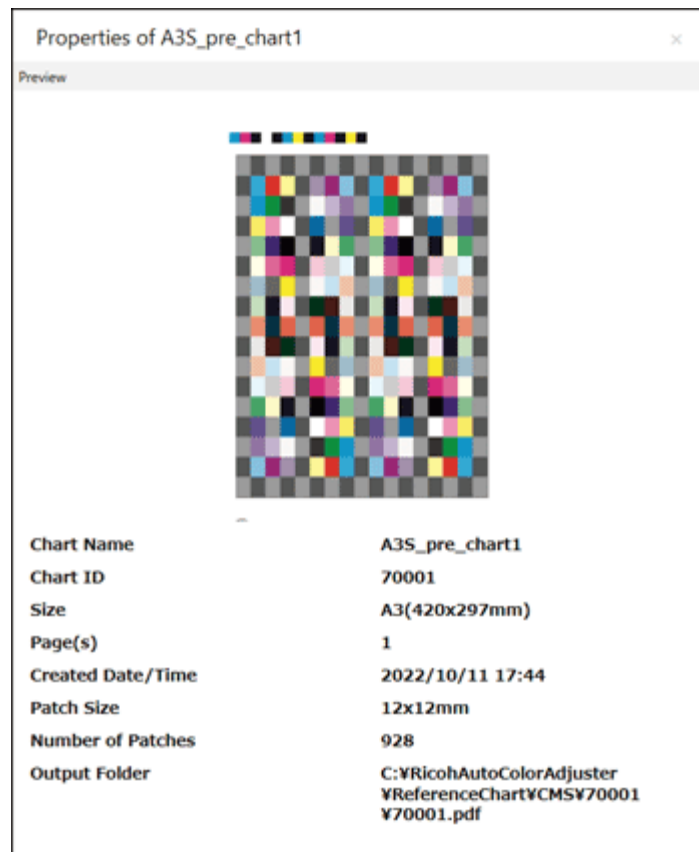 Properties of A3S_pre_chart1
×
Preview
Chart Name A3S_pre_chart1
Chart ID 70001
Size A3(420x297mm)
Page(s) 1
Created Date/Time 2022/10/11 17:44
Patch Size 12x12mm
Number of Patches 928
Output Folder C:¥RicohAutoColorAdjuster
¥ReferenceChart¥CMS¥70001
¥70001.pdf